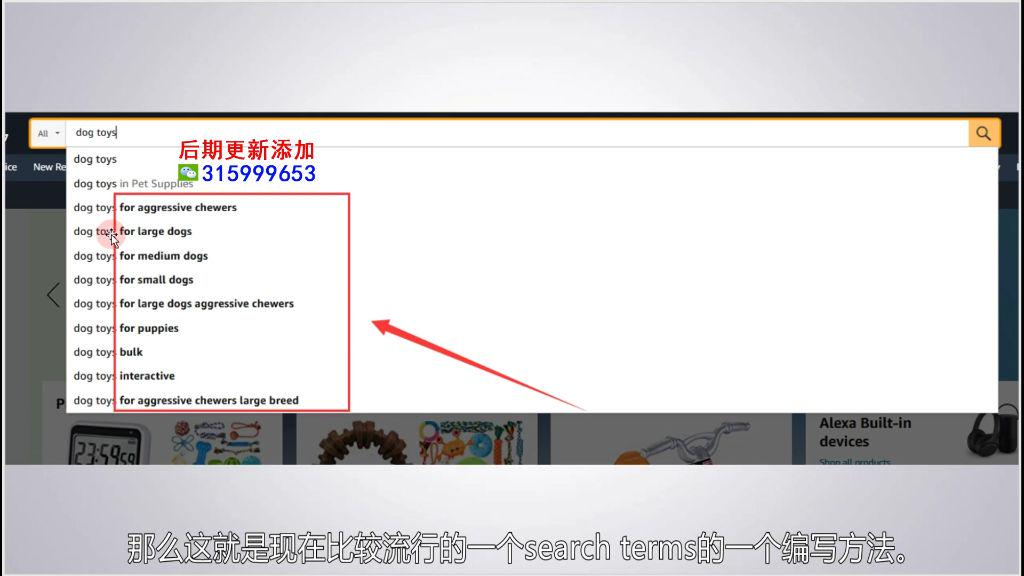 All
dog toys
后期更新添加
315999653
ice
New Re
dog toys
dog toys in Pet Supplies
dog toys for aggressive chewers
dog toys for large dogs
dog toys for medium dogs
dog toys for small dogs
dog toys for large dogs aggressive chewers
dog toys for puppies
dog toys bulk
dog toys interactive
dog toys for aggressive chewers large breed
P
23:59
Alexa Built-in
devices
Shop all products
那么这就是现在比较流行的一个search terms的一个编写方法。